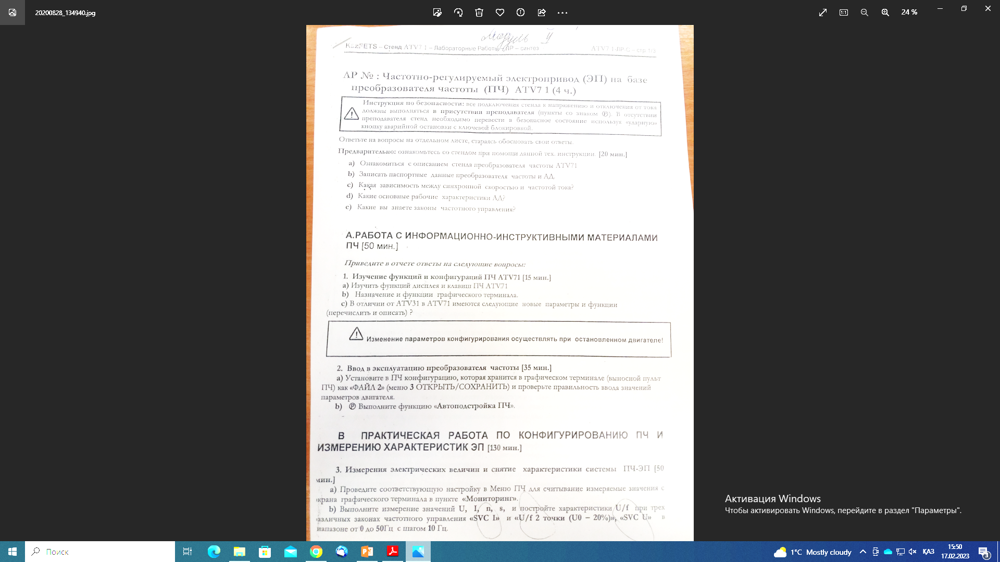 20200828_134940.jpg
24 %
Модуль II
KazFETS – Стенд ATV7 1 – Лабораторные Работы – ЛР – синтез ATV7 1-ЛР-С – стр.1/3
ЛР № : Частотно-регулируемый электропривод (ЭП) на базе
преобразователя частоты (ПЧ) ATV7 1 (4 ч.)
Инструкция по безопасности: все подключения стенда к напряжению и отключения от тока
должны выполняться в присутствии преподавателя (пункты со знаком Ⓟ). В отсутствии
преподавателя стенд необходимо перевести в безопасное состояние используя «ударную»
кнопку аварийной остановки с ключевой блокировкой.
Ответьте на вопросы на отдельном листе, стараясь обосновать свои ответы.
Предварительно: ознакомьтесь со стендом при помощи данной тех. инструкции. [20 мин.]
a) Ознакомиться с описанием стенда преобразователя частоты ATV71
b) Записать паспортные данные преобразователя частоты и АД.
c) Какая зависимость между синхронной скоростью и частотой тока?
d) Какие основные рабочие характеристики АД?
e) Какие вы знаете законы частотного управления?
А.РАБОТА С ИНФОРМАЦИОННО-ИНСТРУКТИВНЫМИ МАТЕРИАЛАМИ
ПЧ [50 мин.]
Приведите в отчете ответы на следующие вопросы:
1. Изучение функций и конфигураций ПЧ ATV71 [15 мин.]
a) Изучить функций дисплея и клавиш ПЧ ATV71
b) Назначение и функции графического терминала.
c) В отличии от ATV31 в ATV71 имеются следующие новые параметры и функции
(перечислить и описать) ?
Изменение параметров конфигурирования осуществлять при остановленном двигателе!
2. Ввод в эксплуатацию преобразователя частоты [35 мин.]
a) Установите в ПЧ конфигурацию, которая хранится в графическом терминале (выносной пульт
ПЧ) как «ФАЙЛ 2» (меню 3 ОТКРЫТЬ/СОХРАНИТЬ) и проверьте правильность ввода значений
параметров двигателя.
b) Ⓟ Выполните функцию «Автоподстройка ПЧ».
В ПРАКТИЧЕСКАЯ РАБОТА ПО КОНФИГУРИРОВАНИЮ ПЧ И
ИЗМЕРЕНИЮ ХАРАКТЕРИСТИК ЭП [130 мин.]
3. Измерения электрических величин и снятие характеристики системы ПЧ-ЭП [50
мин.]
a) Проведите соответствующую настройку в Меню ПЧ для считывание измеряемые значения с
экрана графического терминала в пункте «Мониторинг».
b) Выполните измерение значений U, I, n, s, и постройте характеристики U/f при трех
различных законах частотного управления «SVC I» и «U/f 2 точки (U0 – 20%)», «SVC U» в
диапазоне от 0 до 50Гц с шагом 10 Гц.
Активация Windows
Чтобы активировать Windows, перейдите в раздел "Параметры".
Поиск
1°C Mostly cloudy
ҚАЗ
15:50
17.02.2023
3